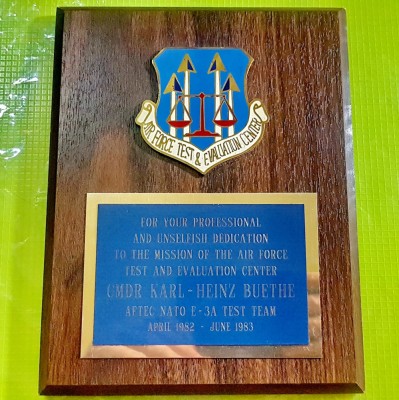 AIR FORCE TEST & EVALUATION CENTER
FOR YOUR PROFESSIONAL
AND UNSELFISH DEDICATION
TO THE MISSION OF THE AIR FORCE
TEST AND EVALUATION CENTER
CMDR KARL-HEINZ BUETHE
AFTEC NATO E-3A TEST TEAM
APRIL 1982 - JUNE 1983